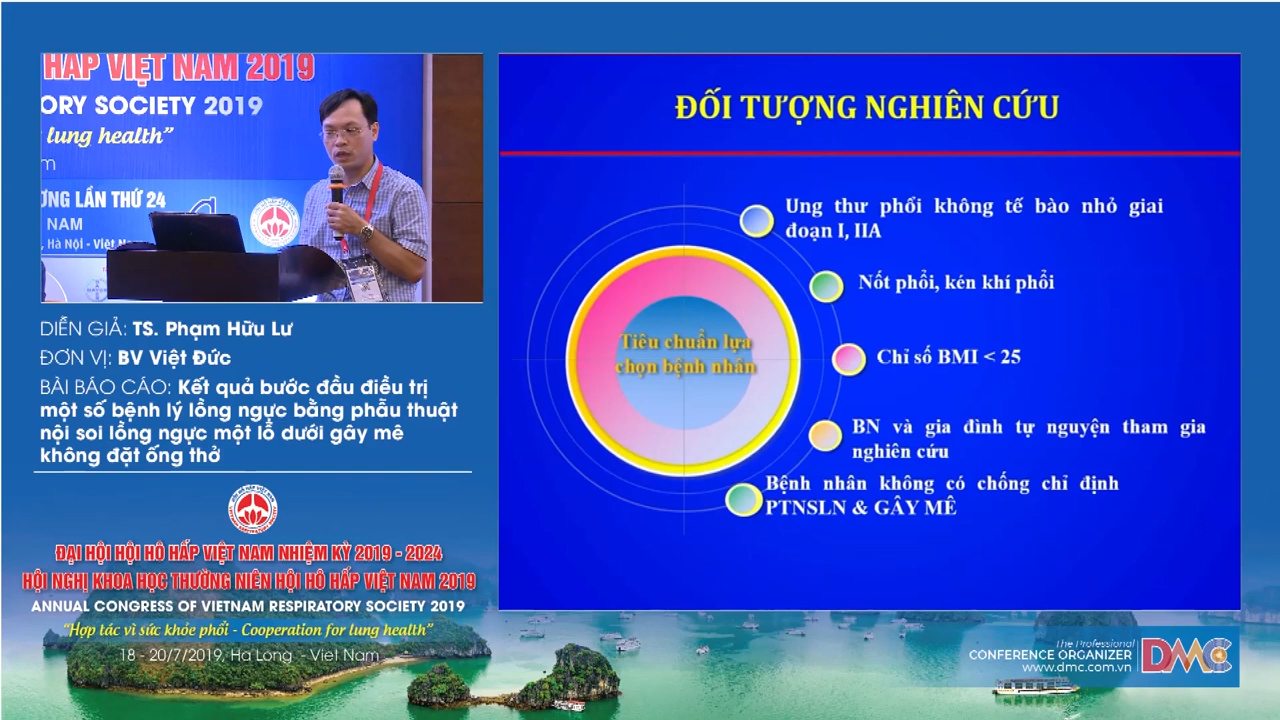 HẤP VIỆT NAM 2019
ORY SOCIETY 2019
lung health”
m
ƠNG LẦN THỨ 24
NAM
, Hà Nội - Việt
DIỄN GIẢ: TS. Phạm Hữu Lư
ĐƠN VỊ: BV Việt Đức
BÀI BÁO CÁO: Kết quả bước đầu điều trị
một số bệnh lý lồng ngực bằng phẫu thuật
nội soi lồng ngực một lỗ dưới gây mê
không đặt ống thở
ĐẠI HỘI HỘI HÔ HẤP VIỆT NAM NHIỆM KỲ 2019 - 2024
HỘI NGHỊ KHOA HỌC THƯỜNG NIÊN HỘI HÔ HẤP VIỆT NAM 2019
ANNUAL CONGRESS OF VIETNAM RESPIRATORY SOCIETY 2019
“Hợp tác vì sức khỏe phổi - Cooperation for lung health”
18 - 20/7/2019, Ha Long - Viet Nam
ĐỐI TƯỢNG NGHIÊN CỨU
Tiêu chuẩn lựa
chọn bệnh nhân
Ung thư phổi không tế bào nhỏ giai
đoạn I, IIA
Nốt phổi, kén khí phổi
Chỉ số BMI < 25
BN và gia đình tự nguyện tham gia
nghiên cứu
Bệnh nhân không có chống chỉ định
PTNSLN & GÂY MÊ
The Professional
CONFERENCE ORGANIZER
www.dmc.com.vn
DMC